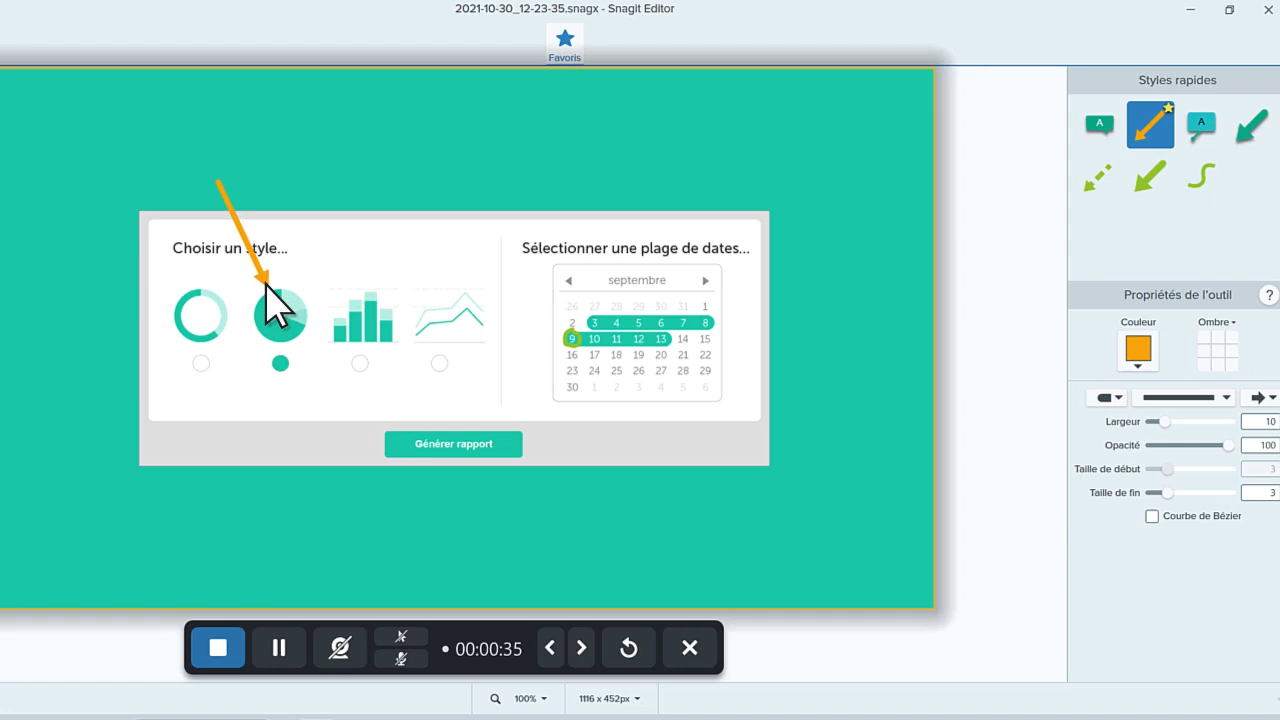 2021-10-30_12-23-35.snagx - Snagit Editor
Favoris
Styles rapides
A
A
Choisir un style...
Sélectionner une plage de dates...
septembre
26 27 28 29 30 31 1
2 3 4 5 6 7 8
9 10 11 12 13 14 15
16 17 18 19 20 21 22
23 24 25 26 27 28 29
30 1 2 3 4 5 6
Générer rapport
Propriétés de l'outil
?
Couleur
Ombre
Largeur 10
Opacité 100
Taille de début 3
Taille de fin 3
Courbe de Bézier
00:00:35
100%
1116 x 452px